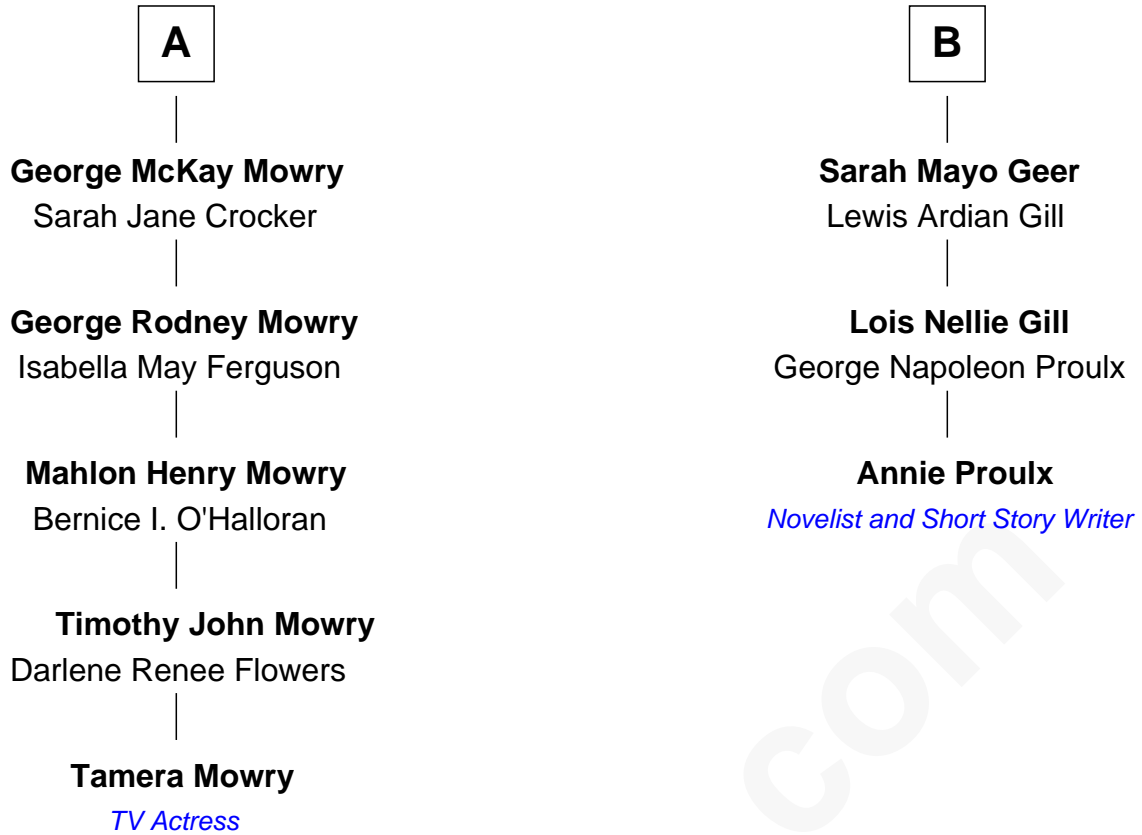 A
George McKay Mowry
Sarah Jane Crocker
George Rodney Mowry
Isabella May Ferguson
Mahlon Henry Mowry
Bernice I. O'Halloran
Timothy John Mowry
Darlene Renee Flowers
Tamera Mowry
TV Actress
B
Sarah Mayo Geer
Lewis Ardian Gill
Lois Nellie Gill
George Napoleon Proulx
Annie Proulx
Novelist and Short Story Writer
com